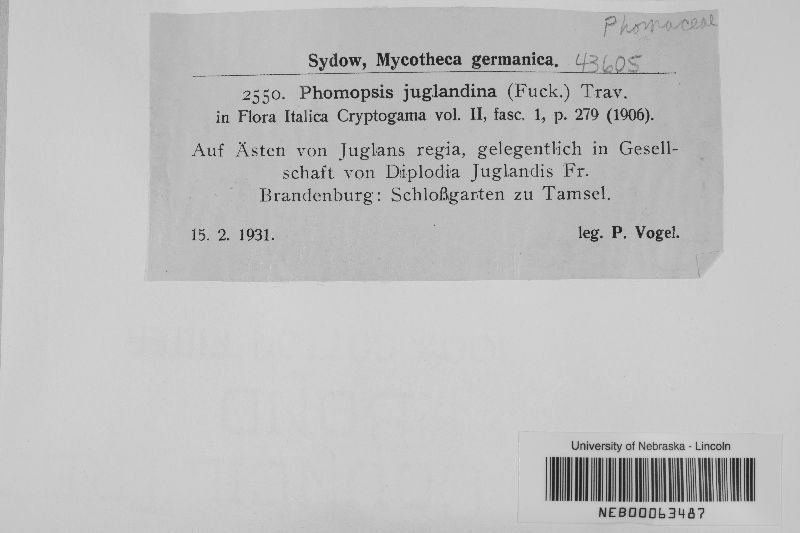 Phomaceae
Sydow, Mycotheca germanica. 43605
2550. Phomopsis juglandina (Fuck.) Trav.
in Flora Italica Cryptogama vol. II, fasc. 1, p. 279 (1906).
Auf Ästen von Juglans regia, gelegentlich in Gesell-
schaft von Diplodia Juglandis Fr.
Brandenburg: Schloßgarten zu Tamsel.
15. 2. 1931. leg. P. Vogel.
University of Nebraska - Lincoln
NEB00063487